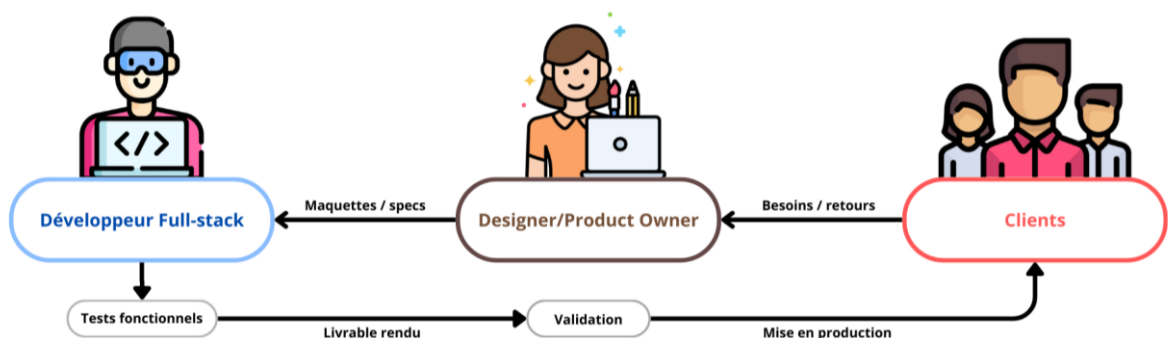 </>
Développeur Full-stack
Maquettes / specs
Designer/Product Owner
Besoins / retours
Clients
Tests fonctionnels
Livrable rendu
Validation
Mise en production